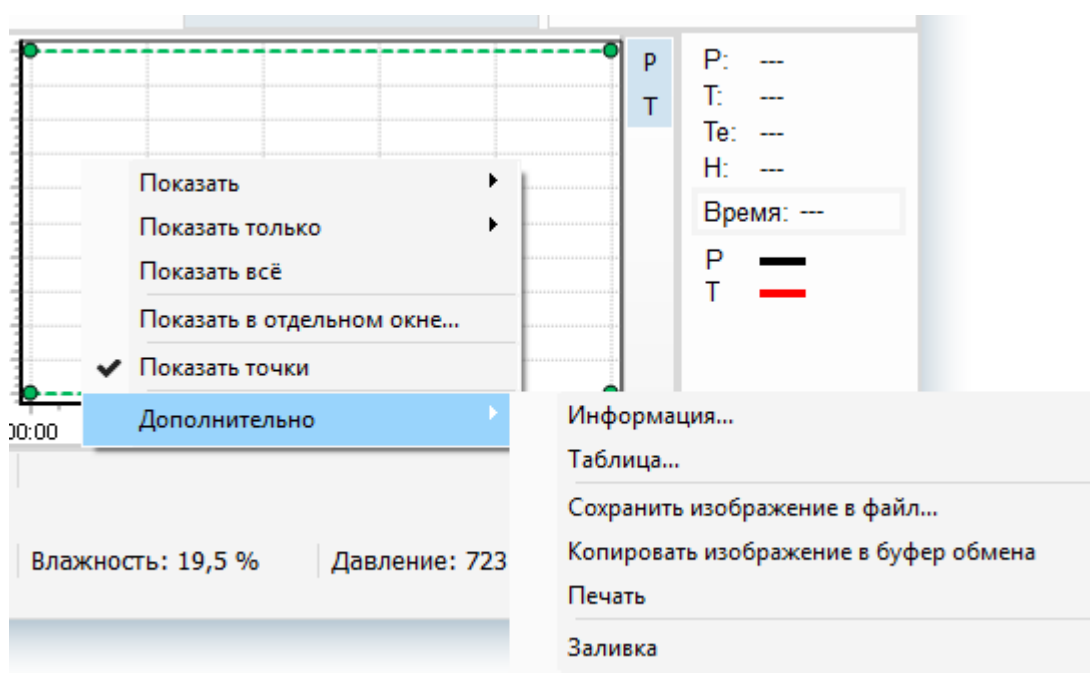 P
T
P: ---
T: ---
Te: ---
H: ---
Время: ---
P
T
Показать
Показать только
Показать всё
Показать в отдельном окне...
Показать точки
Дополнительно
Информация...
Таблица...
Сохранить изображение в файл...
Копировать изображение в буфер обмена
Печать
Заливка
00:00
Влажность: 19,5 %
Давление: 723